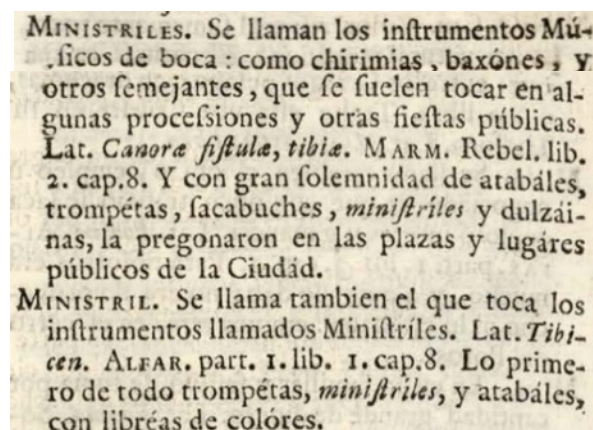 MINISTRILES. Se llaman los inſtrumentos Mú-
ſicos de boca : como chirimias , baxónes , y
otros ſemejantes , que ſe ſuelen tocar en al-
gunas proceſsiones y otras fieſtas públicas.
Lat. Canoræ fiſtulæ, tibiæ. MARM. Rebel. lib.
2. cap.8. Y con gran ſolemnidad de atabáles,
trompétas , ſacabuches , miniſtríles y dulzái-
nas, la pregonaron en las plazas y lugáres
públicos de la Ciudád.
MINISTRIL. Se llama tambien el que toca los
inſtrumentos llamados Miniſtríles. Lat. Tibi-
cen. ALFAR. part. 1. lib. 1. cap.8. Lo prime-
ro de todo trompétas, miniſtriles, y atabáles,
con libréas de colóres.